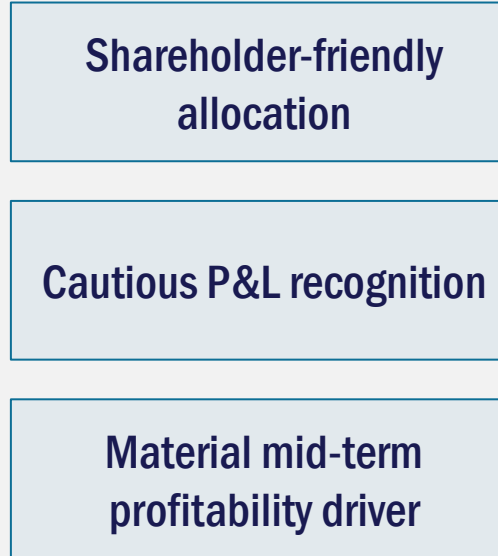 Shareholder-friendly
allocation
Cautious P&L recognition
Material mid-term
profitability driver